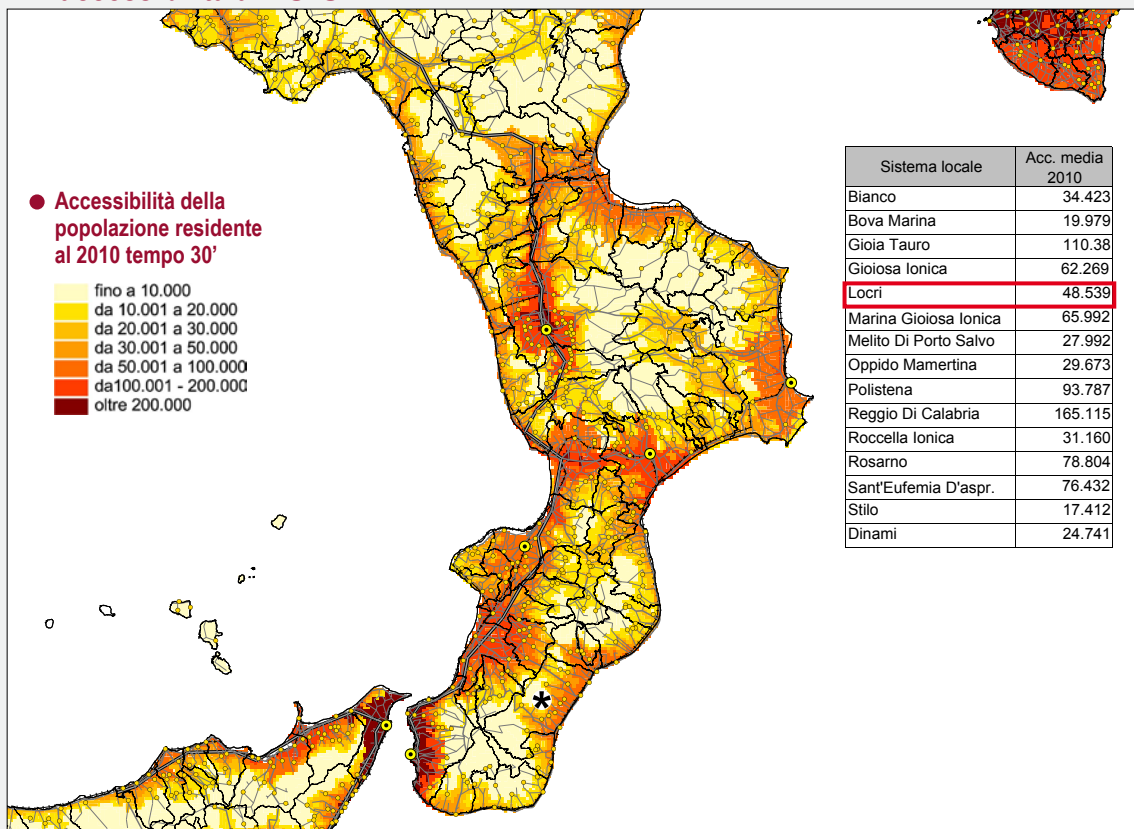 ● Accessibilità della
popolazione residente
al 2010 tempo 30’
fino a 10.000
da 10.001 a 20.000
da 20.001 a 30.000
da 30.001 a 50.000
da 50.001 a 100.000
da100.001 - 200.000
oltre 200.000
Sistema locale Acc. media 2010
Bianco 34.423
Bova Marina 19.979
Gioia Tauro 110.38
Gioiosa Ionica 62.269
Locri 48.539
Marina Gioiosa Ionica 65.992
Melito Di Porto Salvo 27.992
Oppido Mamertina 29.673
Polistena 93.787
Reggio Di Calabria 165.115
Roccella Ionica 31.160
Rosarno 78.804
Sant'Eufemia D'aspr. 76.432
Stilo 17.412
Dinami 24.741
*